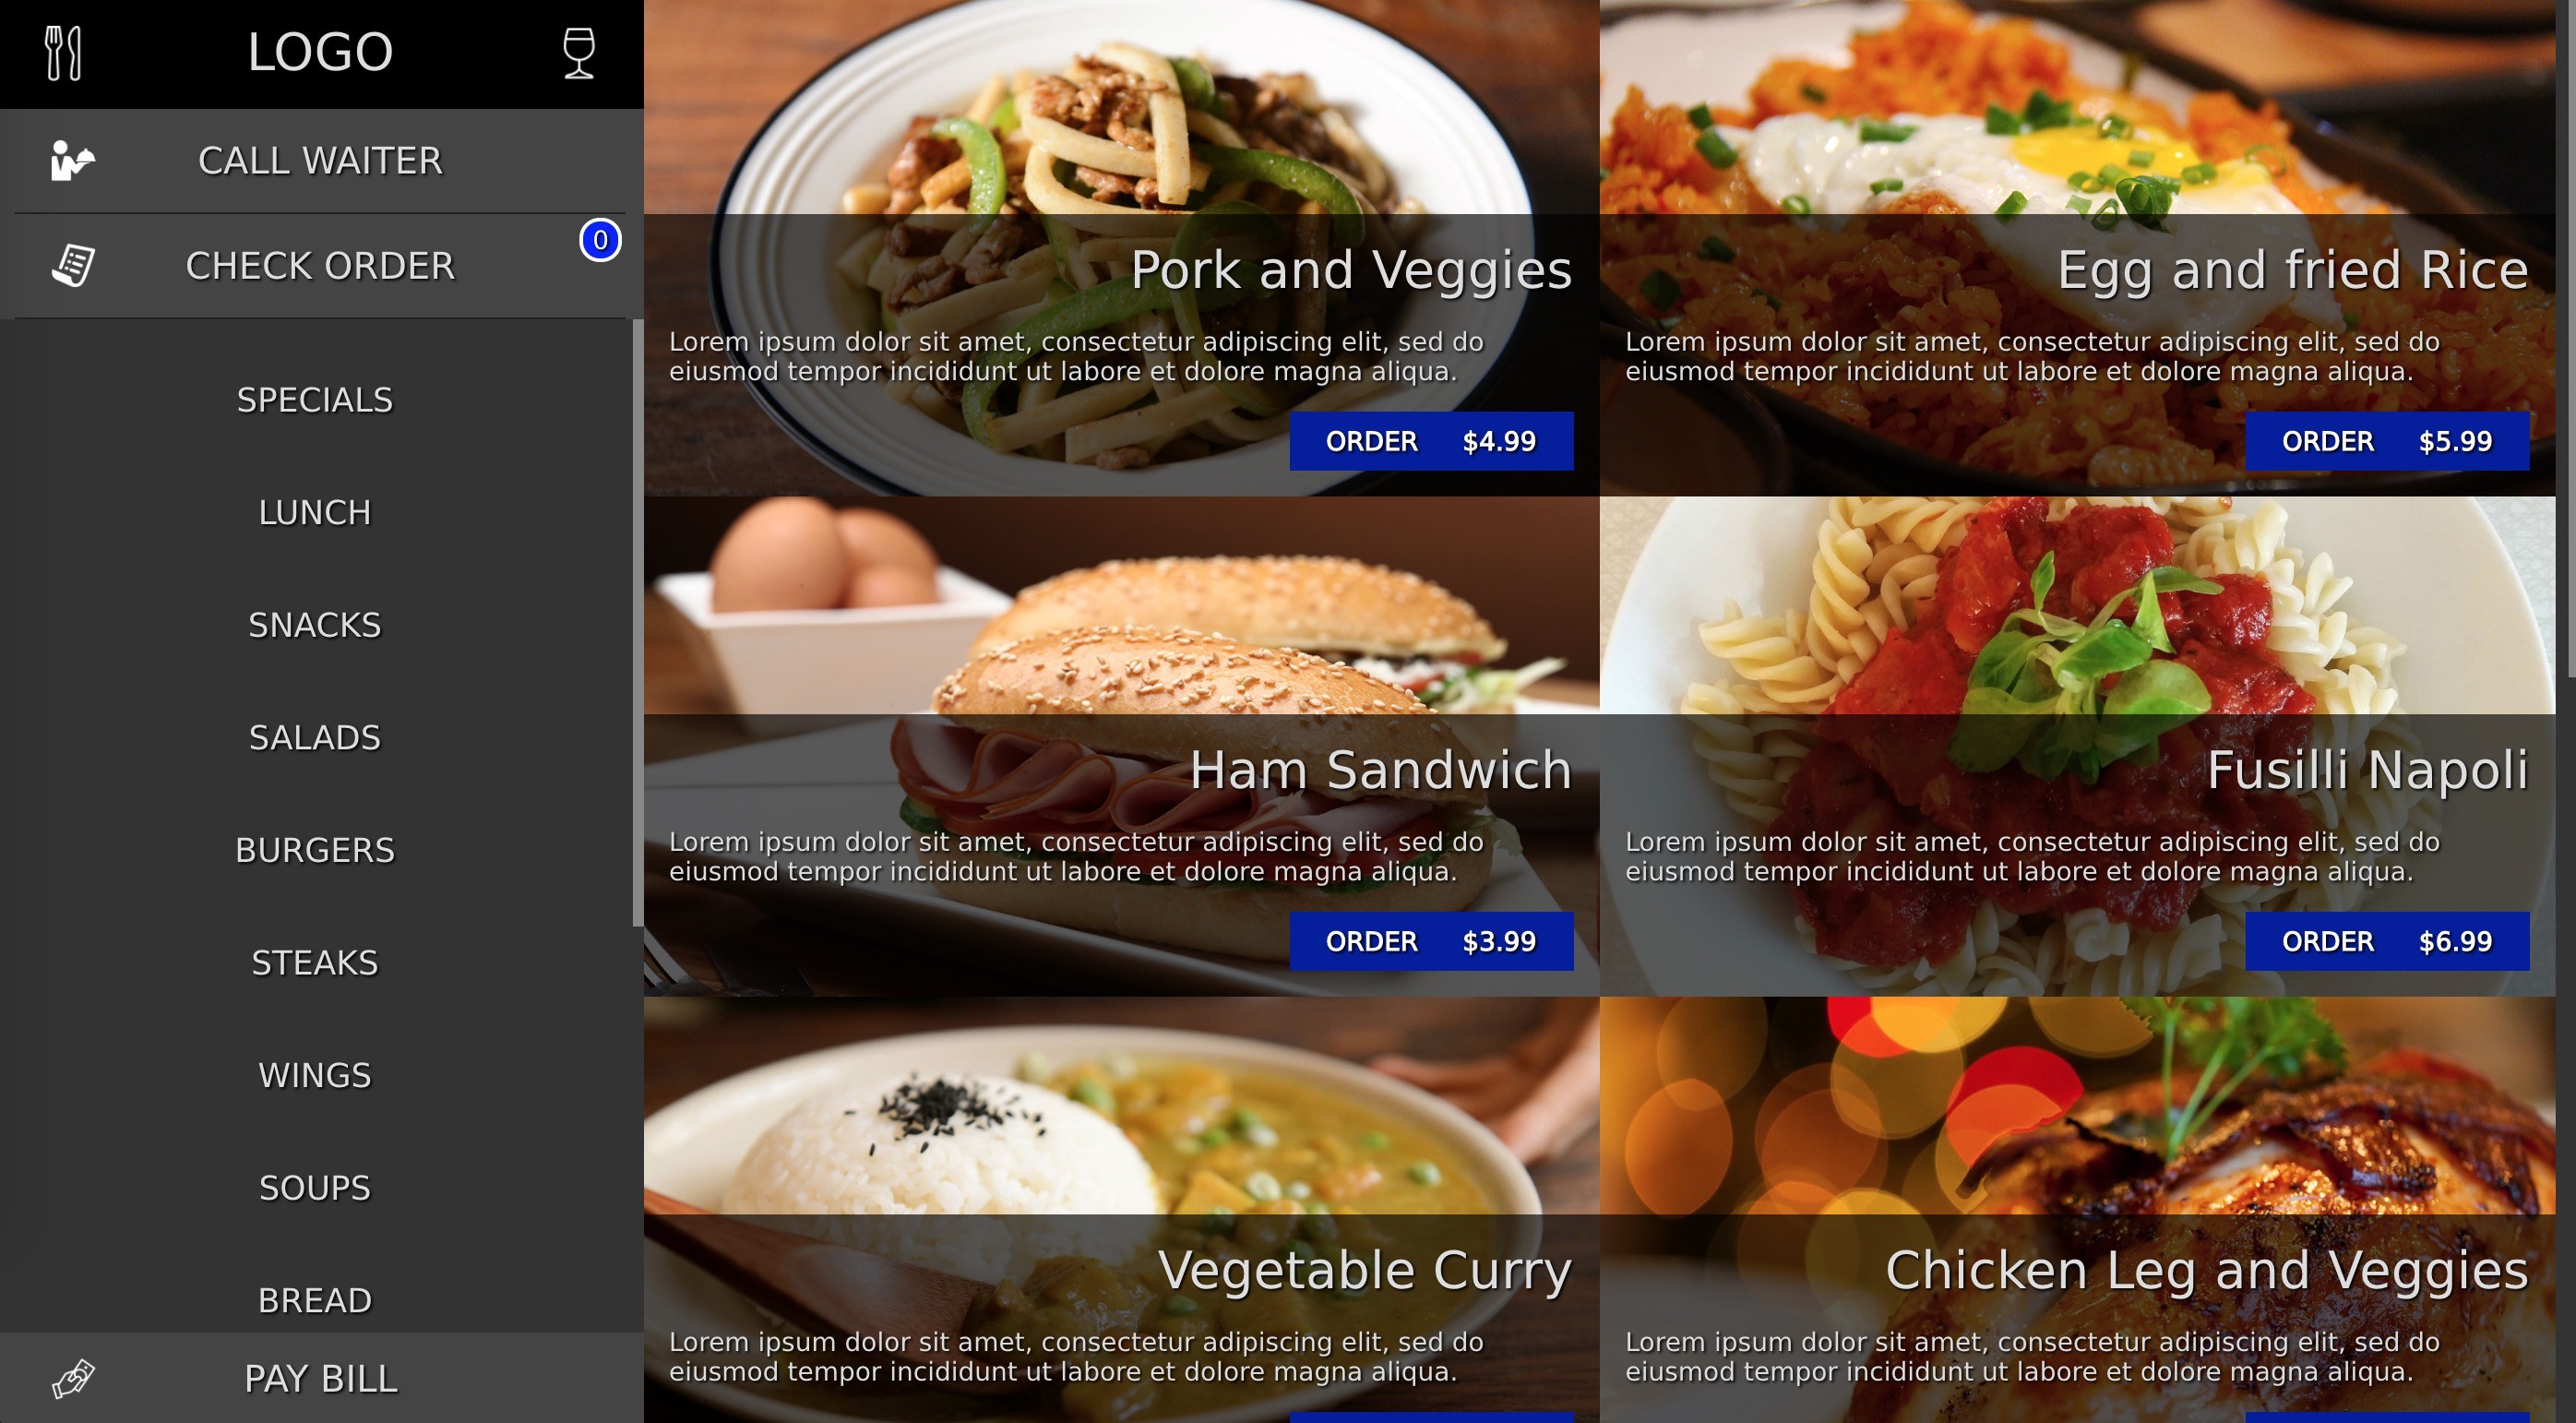 LOGO
CALL WAITER
CHECK ORDER
0
SPECIALS
LUNCH
SNACKS
SALADS
BURGERS
STEAKS
WINGS
SOUPS
BREAD
PAY BILL
Pork and Veggies
Lorem ipsum dolor sit amet, consectetur adipiscing elit, sed do
eiusmod tempor incididunt ut labore et dolore magna aliqua.
ORDER $4.99
Egg and fried Rice
Lorem ipsum dolor sit amet, consectetur adipiscing elit, sed do
eiusmod tempor incididunt ut labore et dolore magna aliqua.
ORDER $5.99
Ham Sandwich
Lorem ipsum dolor sit amet, consectetur adipiscing elit, sed do
eiusmod tempor incididunt ut labore et dolore magna aliqua.
ORDER $3.99
Fusilli Napoli
Lorem ipsum dolor sit amet, consectetur adipiscing elit, sed do
eiusmod tempor incididunt ut labore et dolore magna aliqua.
ORDER $6.99
Vegetable Curry
Lorem ipsum dolor sit amet, consectetur adipiscing elit, sed do
eiusmod tempor incididunt ut labore et dolore magna aliqua.
Chicken Leg and Veggies
Lorem ipsum dolor sit amet, consectetur adipiscing elit, sed do
eiusmod tempor incididunt ut labore et dolore magna aliqua.